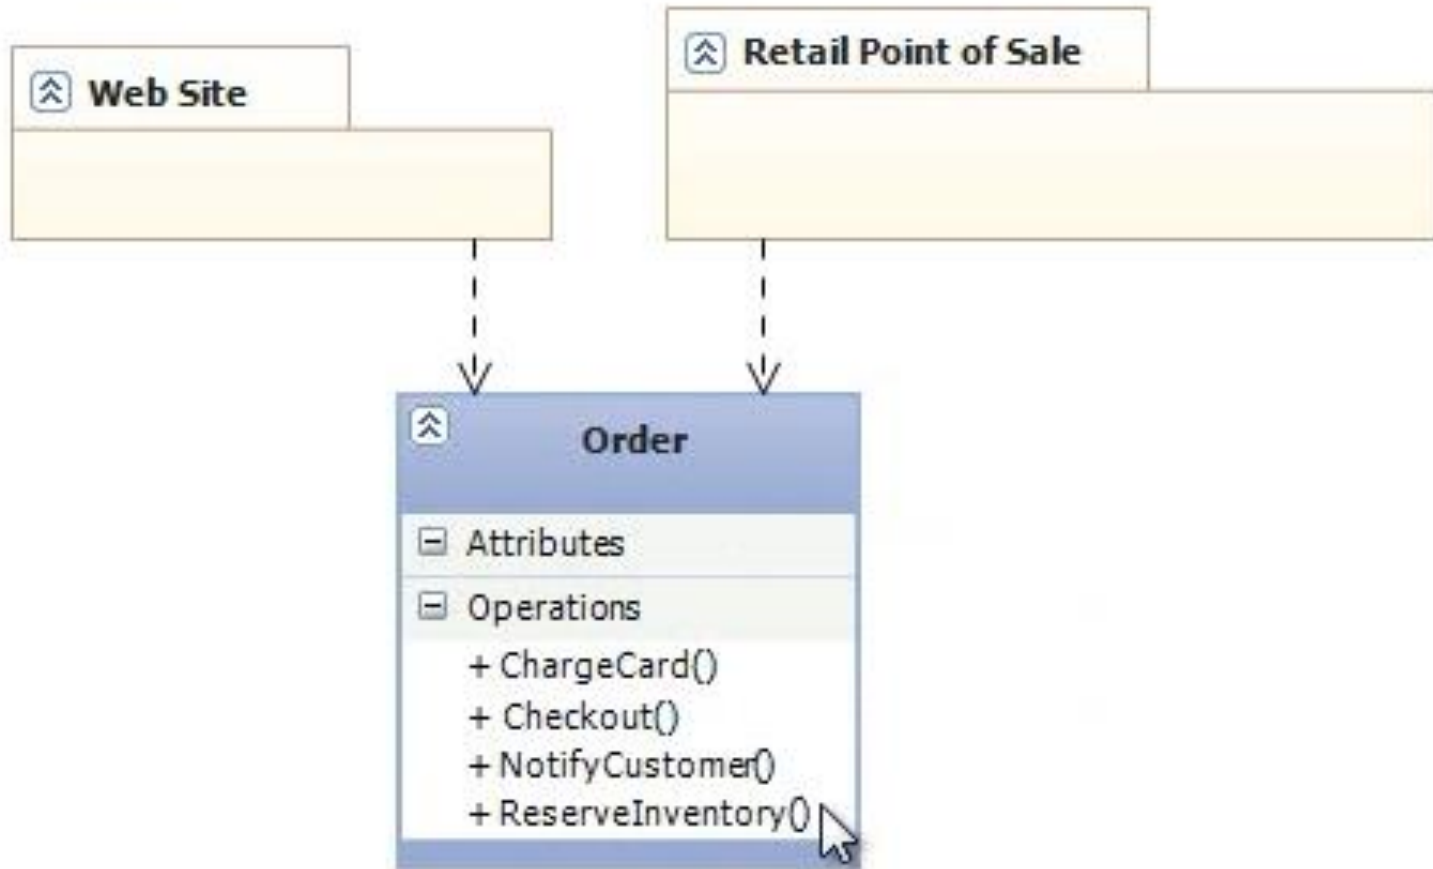 Web Site
Retail Point of Sale
Order
Attributes
Operations
+ ChargeCard()
+ Checkout()
+ NotifyCustomer()
+ ReserveInventory()